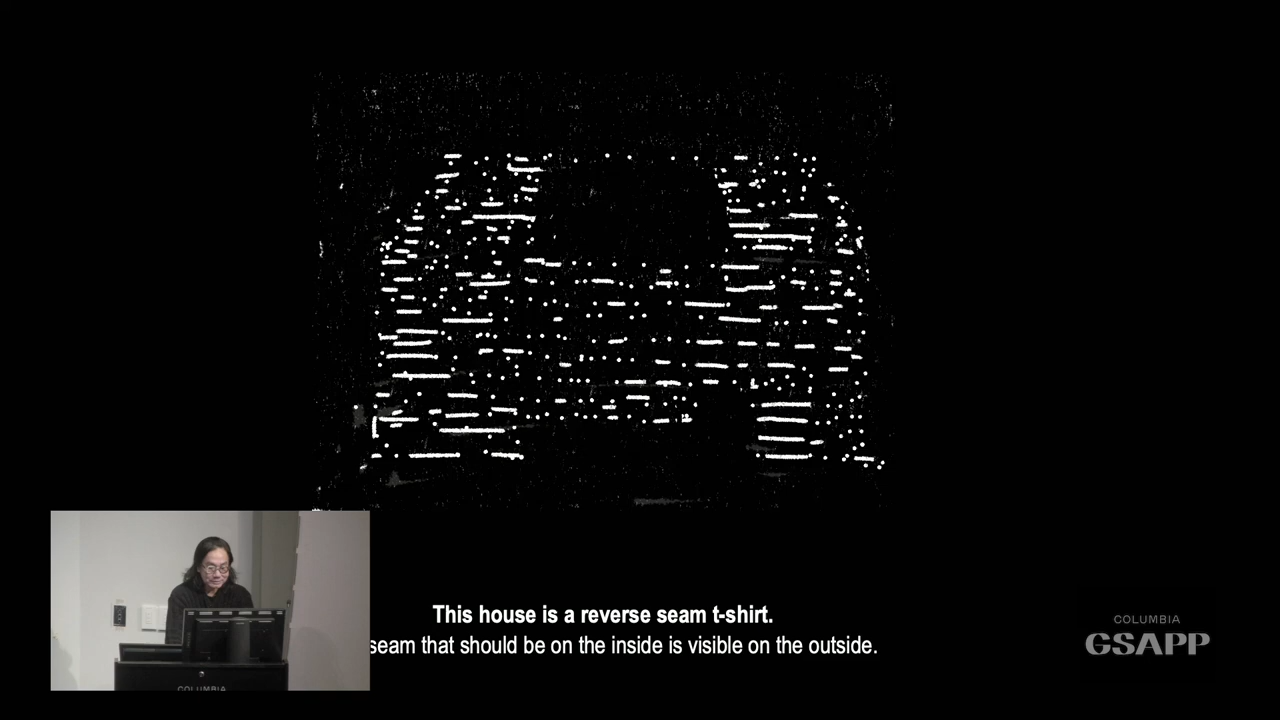 This house is a reverse seam t-shirt.
seam that should be on the inside is visible on the outside.
COLUMBIA
GSAPP
COLUMBIA